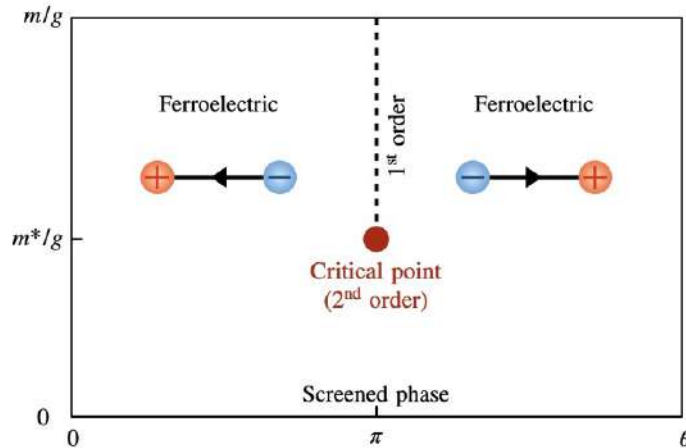 m/g
Ferroelectric
Ferroelectric
1st order
+
−
−
+
m*/g
Critical point
(2nd order)
Screened phase
0
0
π